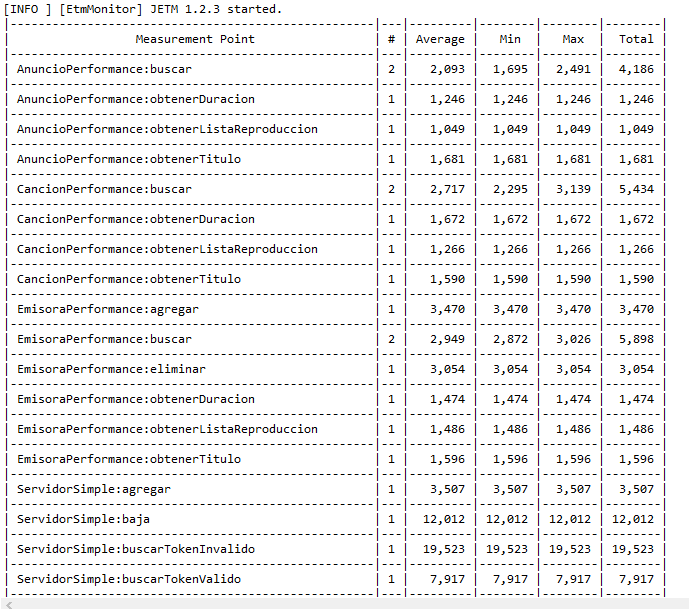 [INFO ] [EtmMonitor] JETM 1.2.3 started.
|------------------------------------------------|---|--------|--------|--------|--------|
| Measurement Point | # | Average | Min | Max | Total |
|------------------------------------------------|---|--------|--------|--------|--------|
| AnuncioPerformance:buscar | 2 | 2,093 | 1,695 | 2,491 | 4,186 |
|------------------------------------------------|---|--------|--------|--------|--------|
| AnuncioPerformance:obtenerDuracion | 1 | 1,246 | 1,246 | 1,246 | 1,246 |
|------------------------------------------------|---|--------|--------|--------|--------|
| AnuncioPerformance:obtenerListaReproduccion | 1 | 1,049 | 1,049 | 1,049 | 1,049 |
|------------------------------------------------|---|--------|--------|--------|--------|
| AnuncioPerformance:obtenerTitulo | 1 | 1,681 | 1,681 | 1,681 | 1,681 |
|------------------------------------------------|---|--------|--------|--------|--------|
| CancionPerformance:buscar | 2 | 2,717 | 2,295 | 3,139 | 5,434 |
|------------------------------------------------|---|--------|--------|--------|--------|
| CancionPerformance:obtenerDuracion | 1 | 1,672 | 1,672 | 1,672 | 1,672 |
|------------------------------------------------|---|--------|--------|--------|--------|
| CancionPerformance:obtenerListaReproduccion | 1 | 1,266 | 1,266 | 1,266 | 1,266 |
|------------------------------------------------|---|--------|--------|--------|--------|
| CancionPerformance:obtenerTitulo | 1 | 1,590 | 1,590 | 1,590 | 1,590 |
|------------------------------------------------|---|--------|--------|--------|--------|
| EmisoraPerformance:agregar | 1 | 3,470 | 3,470 | 3,470 | 3,470 |
|------------------------------------------------|---|--------|--------|--------|--------|
| EmisoraPerformance:buscar | 2 | 2,949 | 2,872 | 3,026 | 5,898 |
|------------------------------------------------|---|--------|--------|--------|--------|
| EmisoraPerformance:eliminar | 1 | 3,054 | 3,054 | 3,054 | 3,054 |
|------------------------------------------------|---|--------|--------|--------|--------|
| EmisoraPerformance:obtenerDuracion | 1 | 1,474 | 1,474 | 1,474 | 1,474 |
|------------------------------------------------|---|--------|--------|--------|--------|
| EmisoraPerformance:obtenerListaReproduccion | 1 | 1,486 | 1,486 | 1,486 | 1,486 |
|------------------------------------------------|---|--------|--------|--------|--------|
| EmisoraPerformance:obtenerTitulo | 1 | 1,596 | 1,596 | 1,596 | 1,596 |
|------------------------------------------------|---|--------|--------|--------|--------|
| ServidorSimple:agregar | 1 | 3,507 | 3,507 | 3,507 | 3,507 |
|------------------------------------------------|---|--------|--------|--------|--------|
| ServidorSimple:baja | 1 | 12,012 | 12,012 | 12,012 | 12,012 |
|------------------------------------------------|---|--------|--------|--------|--------|
| ServidorSimple:buscarTokenInvalido | 1 | 19,523 | 19,523 | 19,523 | 19,523 |
|------------------------------------------------|---|--------|--------|--------|--------|
| ServidorSimple:buscarTokenValido | 1 | 7,917 | 7,917 | 7,917 | 7,917 |
|------------------------------------------------|---|--------|--------|--------|--------|